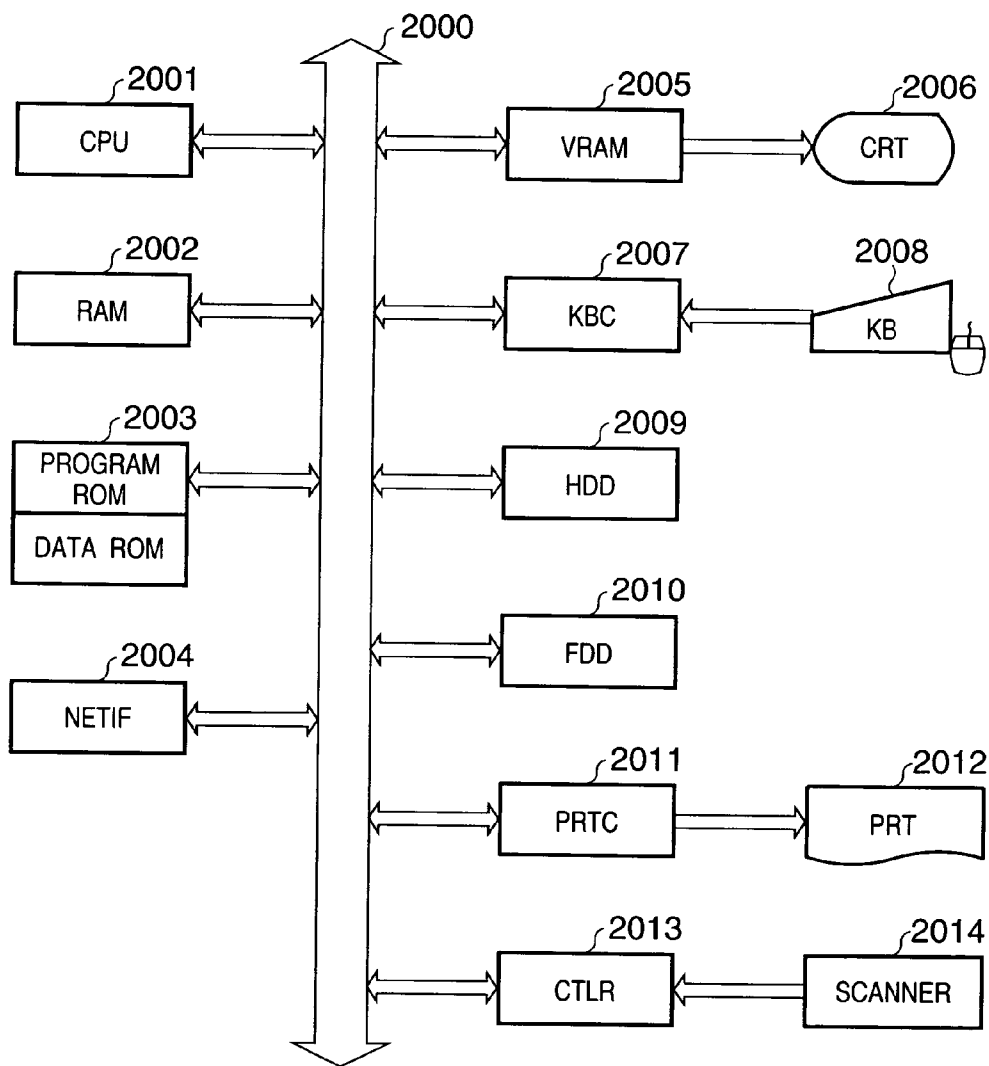 2000
2001
CPU
2005
VRAM
2006
CRT
2002
RAM
2007
KBC
2008
KB
2003
PROGRAM
ROM
DATA ROM
2009
HDD
2010
FDD
2004
NETIF
2011
PRTC
2012
PRT
2013
CTLR
2014
SCANNER